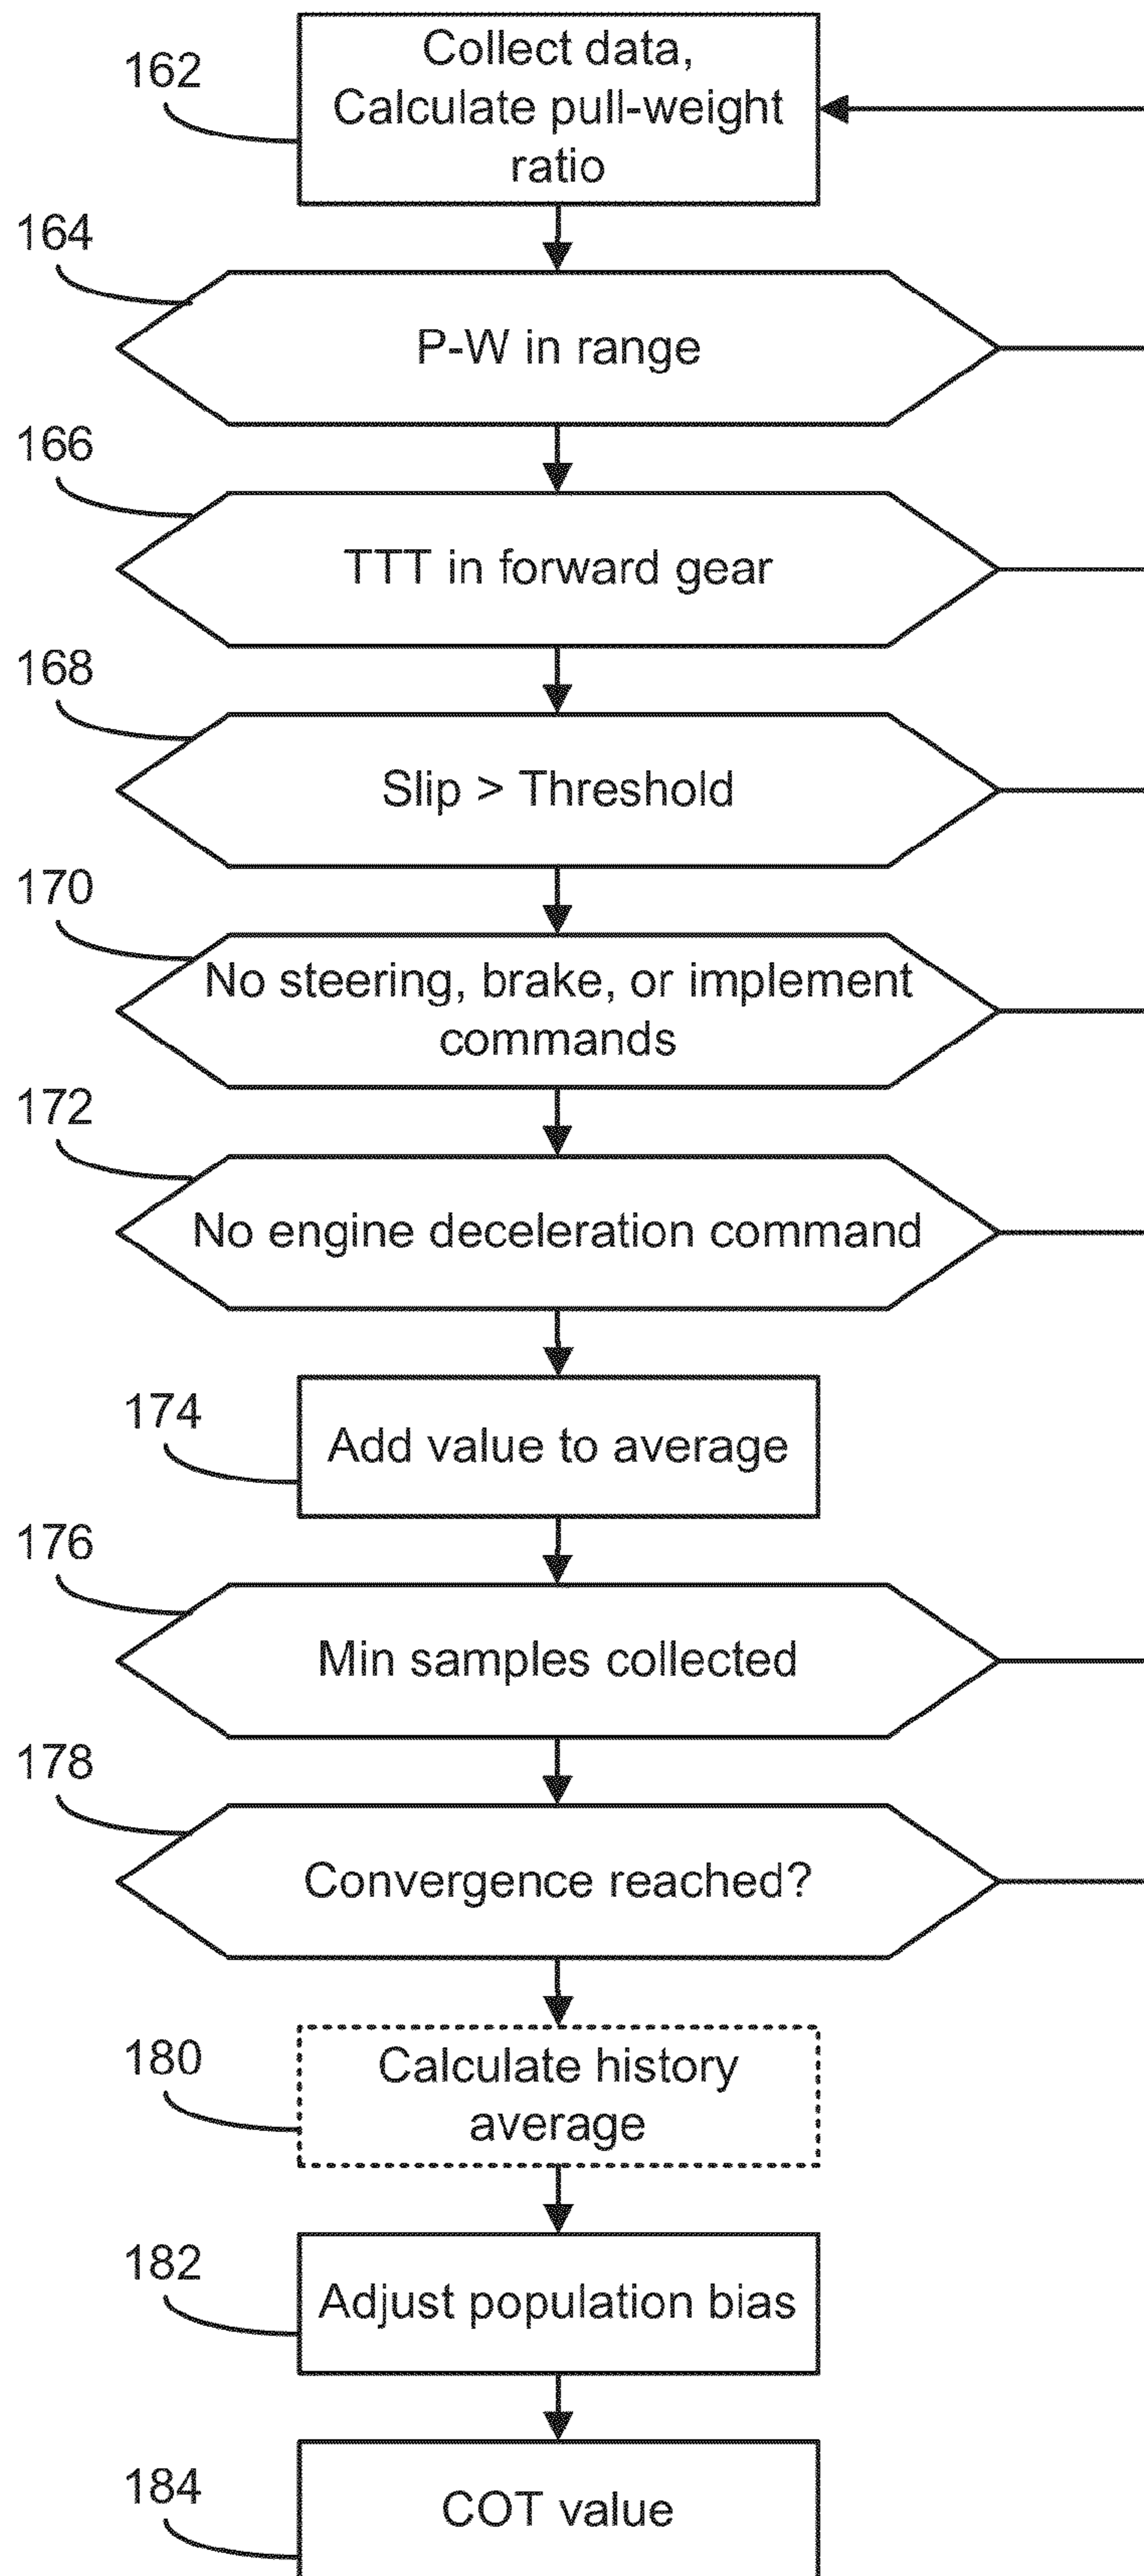 162
Collect data,
Calculate pull-weight
ratio
164
P-W in range
166
TTT in forward gear
168
Slip > Threshold
170
No steering, brake, or implement
commands
172
No engine deceleration command
174
Add value to average
176
Min samples collected
178
Convergence reached?
180
Calculate history
average
182
Adjust population bias
184
COT value